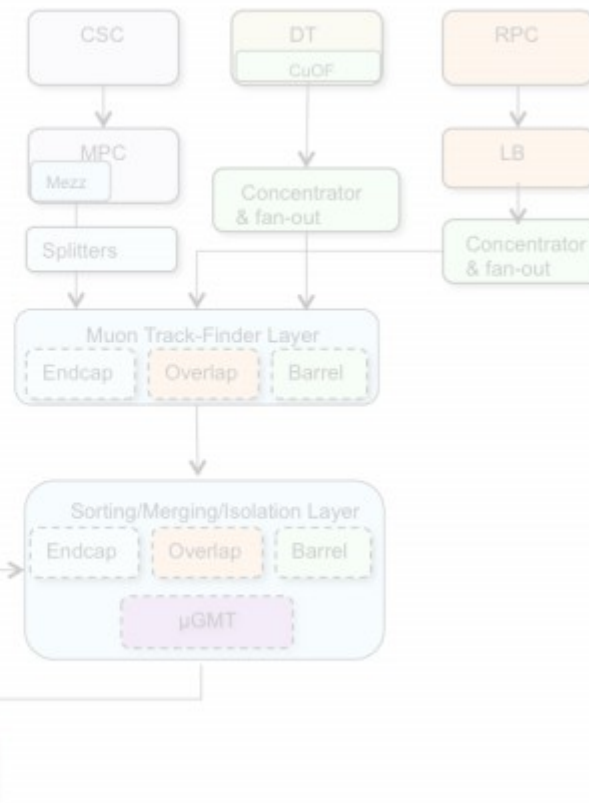 CSC
DT
RPC
CuOF
MPC
LB
Mezz
Concentrator
& fan-out
Splitters
Concentrator
& fan-out
Muon Track-Finder Layer
Endcap
Overlap
Barrel
Sorting/Merging/Isolation Layer
Endcap
Overlap
Barrel
μGMT